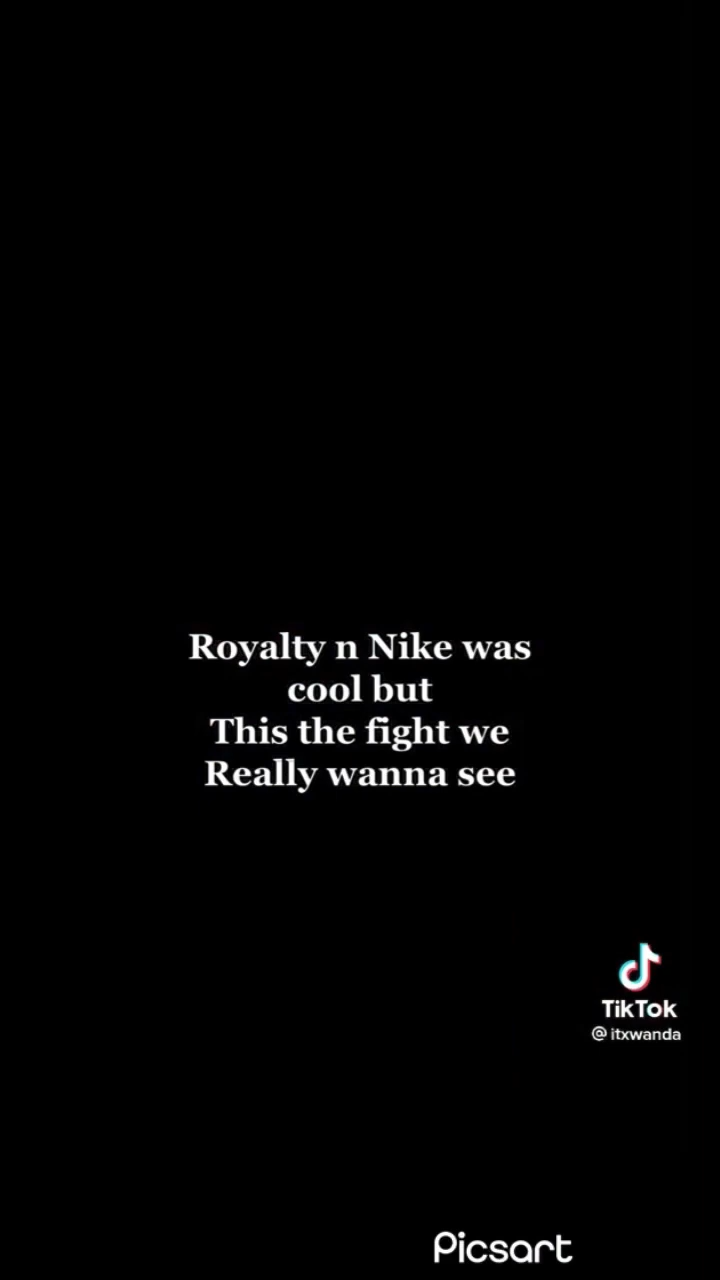 Royalty n Nike was
cool but
This the fight we
Really wanna see
TikTok
@itxwanda
Picsart